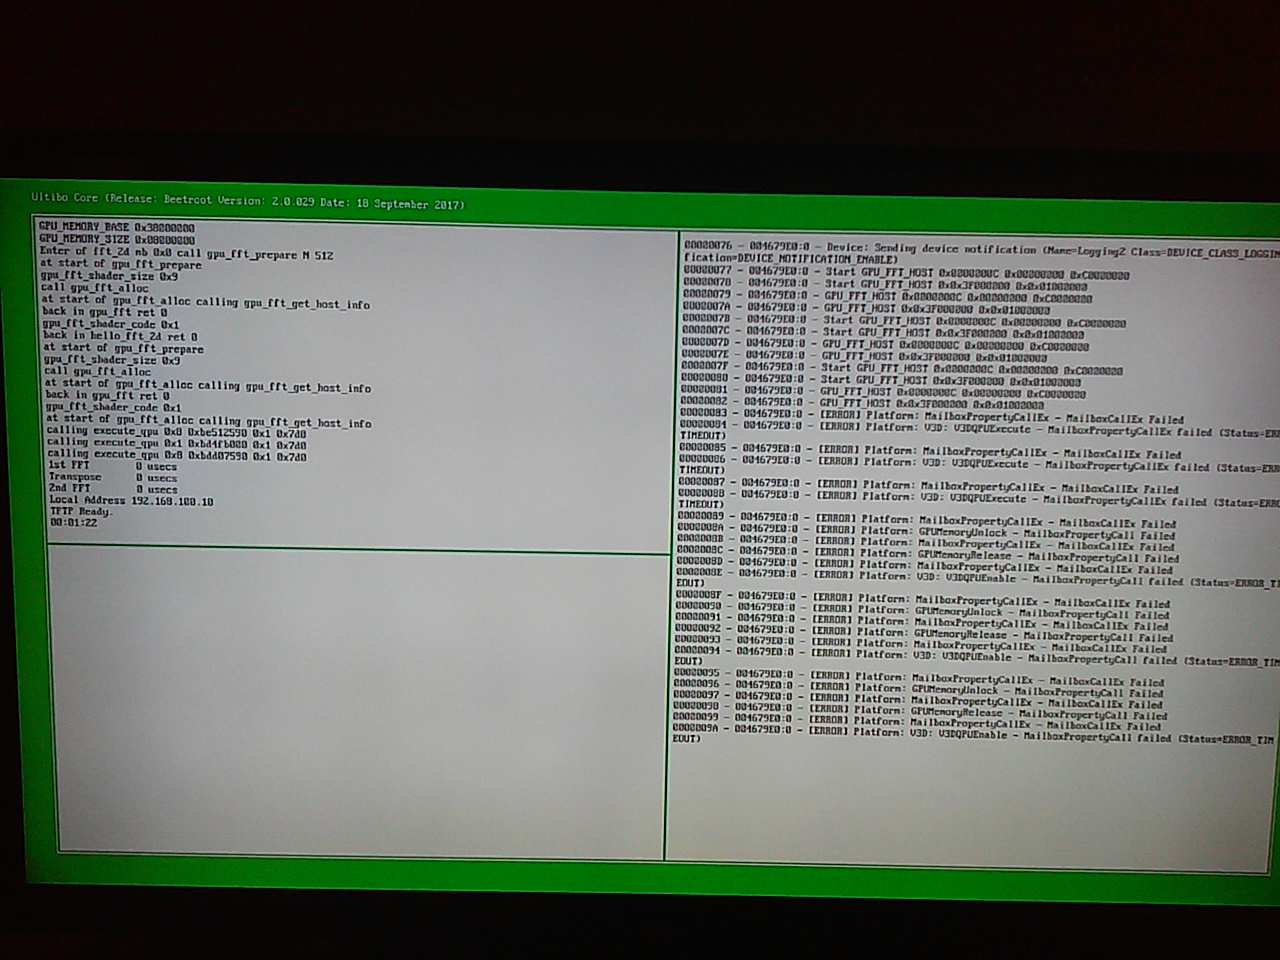 Ultibo Core (Release: Beetroot Version: 2.0.029 Date: 18 September 2017)
GPU_MEMORY_BASE 0x38000000
GPU_MEMORY_SIZE 0x08000000
Enter of fft_2d mb 0x0 call gpu_fft_prepare N 512
at start of gpu_fft_prepare
gpu_fft_shader_size 0x9
call gpu_fft_alloc
at start of gpu_fft_alloc calling gpu_fft_get_host_info
back in gpu_fft ret 0
gpu_fft_shader_code 0x1
back in hello_fft_2d ret 0
at start of gpu_fft_prepare
gpu_fft_shader_size 0x9
call gpu_fft_alloc
at start of gpu_fft_alloc calling gpu_fft_get_host_info
back in gpu_fft ret 0
gpu_fft_shader_code 0x1
at start of gpu_fft_alloc calling gpu_fft_get_host_info
calling execute_qpu 0x0 0xbe512590 0x1 0x7d0
calling execute_qpu 0x1 0xbd4fb000 0x1 0x7d0
calling execute_qpu 0x8 0xbdd07590 0x1 0x7d0
1st FFT 0 usecs
Transpose 0 usecs
2nd FFT 0 usecs
Local Address 192.168.100.10
TFTP Ready.
00:01:22
00000076 - 004679E0:0 - Device: Sending device notification (Name=Logging2 Class=DEVICE_CLASS_LOGGIN
fication=DEVICE_NOTIFICATION_ENABLE)
00000077 - 004679E0:0 - Start GPU_FFT_HOST 0x0000000C 0x00000000 0xC0000000
00000078 - 004679E0:0 - Start GPU_FFT_HOST 0x0x3F000000 0x0x01000000
00000079 - 004679E0:0 - GPU_FFT_HOST 0x0000000C 0x00000000 0xC0000000
0000007A - 004679E0:0 - GPU_FFT_HOST 0x0x3F000000 0x0x01000000
0000007B - 004679E0:0 - Start GPU_FFT_HOST 0x0000000C 0x00000000 0xC0000000
0000007C - 004679E0:0 - Start GPU_FFT_HOST 0x0x3F000000 0x0x01000000
0000007D - 004679E0:0 - GPU_FFT_HOST 0x0000000C 0x00000000 0xC0000000
0000007E - 004679E0:0 - GPU_FFT_HOST 0x0x3F000000 0x0x01000000
0000007F - 004679E0:0 - Start GPU_FFT_HOST 0x0000000C 0x00000000 0xC0000000
00000080 - 004679E0:0 - Start GPU_FFT_HOST 0x0x3F000000 0x0x01000000
00000081 - 004679E0:0 - GPU_FFT_HOST 0x0000000C 0x00000000 0xC0000000
00000082 - 004679E0:0 - GPU_FFT_HOST 0x0x3F000000 0x0x01000000
00000083 - 004679E0:0 - [ERROR] Platform: MailboxPropertyCallEx - MailboxCallEx Failed
00000084 - 004679E0:0 - [ERROR] Platform: V3D: V3DQPUExecute - MailboxPropertyCallEx failed (Status=ERR
TIMEOUT)
00000085 - 004679E0:0 - [ERROR] Platform: MailboxPropertyCallEx - MailboxCallEx Failed
00000086 - 004679E0:0 - [ERROR] Platform: V3D: V3DQPUExecute - MailboxPropertyCallEx failed (Status=ERR
TIMEOUT)
00000087 - 004679E0:0 - [ERROR] Platform: MailboxPropertyCallEx - MailboxCallEx Failed
00000088 - 004679E0:0 - [ERROR] Platform: V3D: V3DQPUExecute - MailboxPropertyCallEx failed (Status=ERR
TIMEOUT)
00000089 - 004679E0:0 - [ERROR] Platform: MailboxPropertyCallEx - MailboxCallEx Failed
0000008A - 004679E0:0 - [ERROR] Platform: GPUMemoryUnlock - MailboxPropertyCall Failed
0000008B - 004679E0:0 - [ERROR] Platform: MailboxPropertyCallEx - MailboxCallEx Failed
0000008C - 004679E0:0 - [ERROR] Platform: GPUMemoryRelease - MailboxPropertyCall Failed
0000008D - 004679E0:0 - [ERROR] Platform: MailboxPropertyCallEx - MailboxCallEx Failed
0000008E - 004679E0:0 - [ERROR] Platform: V3D: V3DQPUEnable - MailboxPropertyCall failed (Status=ERROR_TI
EOUT)
0000008F - 004679E0:0 - [ERROR] Platform: MailboxPropertyCallEx - MailboxCallEx Failed
00000090 - 004679E0:0 - [ERROR] Platform: GPUMemoryUnlock - MailboxPropertyCall Failed
00000091 - 004679E0:0 - [ERROR] Platform: MailboxPropertyCallEx - MailboxCallEx Failed
00000092 - 004679E0:0 - [ERROR] Platform: GPUMemoryRelease - MailboxPropertyCall Failed
00000093 - 004679E0:0 - [ERROR] Platform: MailboxPropertyCallEx - MailboxCallEx Failed
00000094 - 004679E0:0 - [ERROR] Platform: V3D: V3DQPUEnable - MailboxPropertyCall failed (Status=ERROR_TIM
EOUT)
00000095 - 004679E0:0 - [ERROR] Platform: MailboxPropertyCallEx - MailboxCallEx Failed
00000096 - 004679E0:0 - [ERROR] Platform: GPUMemoryUnlock - MailboxPropertyCall Failed
00000097 - 004679E0:0 - [ERROR] Platform: MailboxPropertyCallEx - MailboxCallEx Failed
00000098 - 004679E0:0 - [ERROR] Platform: GPUMemoryRelease - MailboxPropertyCall Failed
00000099 - 004679E0:0 - [ERROR] Platform: MailboxPropertyCallEx - MailboxCallEx Failed
0000009A - 004679E0:0 - [ERROR] Platform: V3D: V3DQPUEnable - MailboxPropertyCall failed (Status=ERROR_TIM
EOUT)